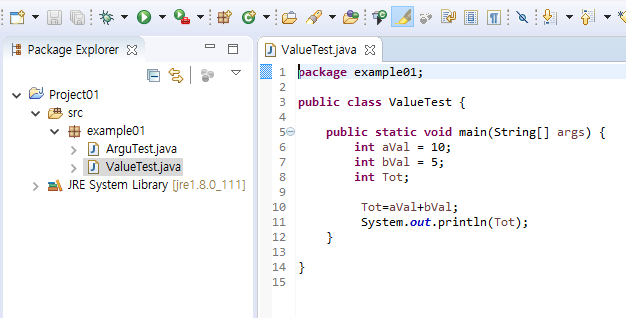 Package Explorer
Project01
src
example01
ArguTest.java
ValueTest.java
JRE System Library [jre1.8.0_111]
ValueTest.java
1 package example01;
2
3 public class ValueTest {
4
5 public static void main(String[] args) {
6 int aVal = 10;
7 int bVal = 5;
8 int Tot;
9
10 Tot=aVal+bVal;
11 System.out.println(Tot);
12 }
13
14 }
15